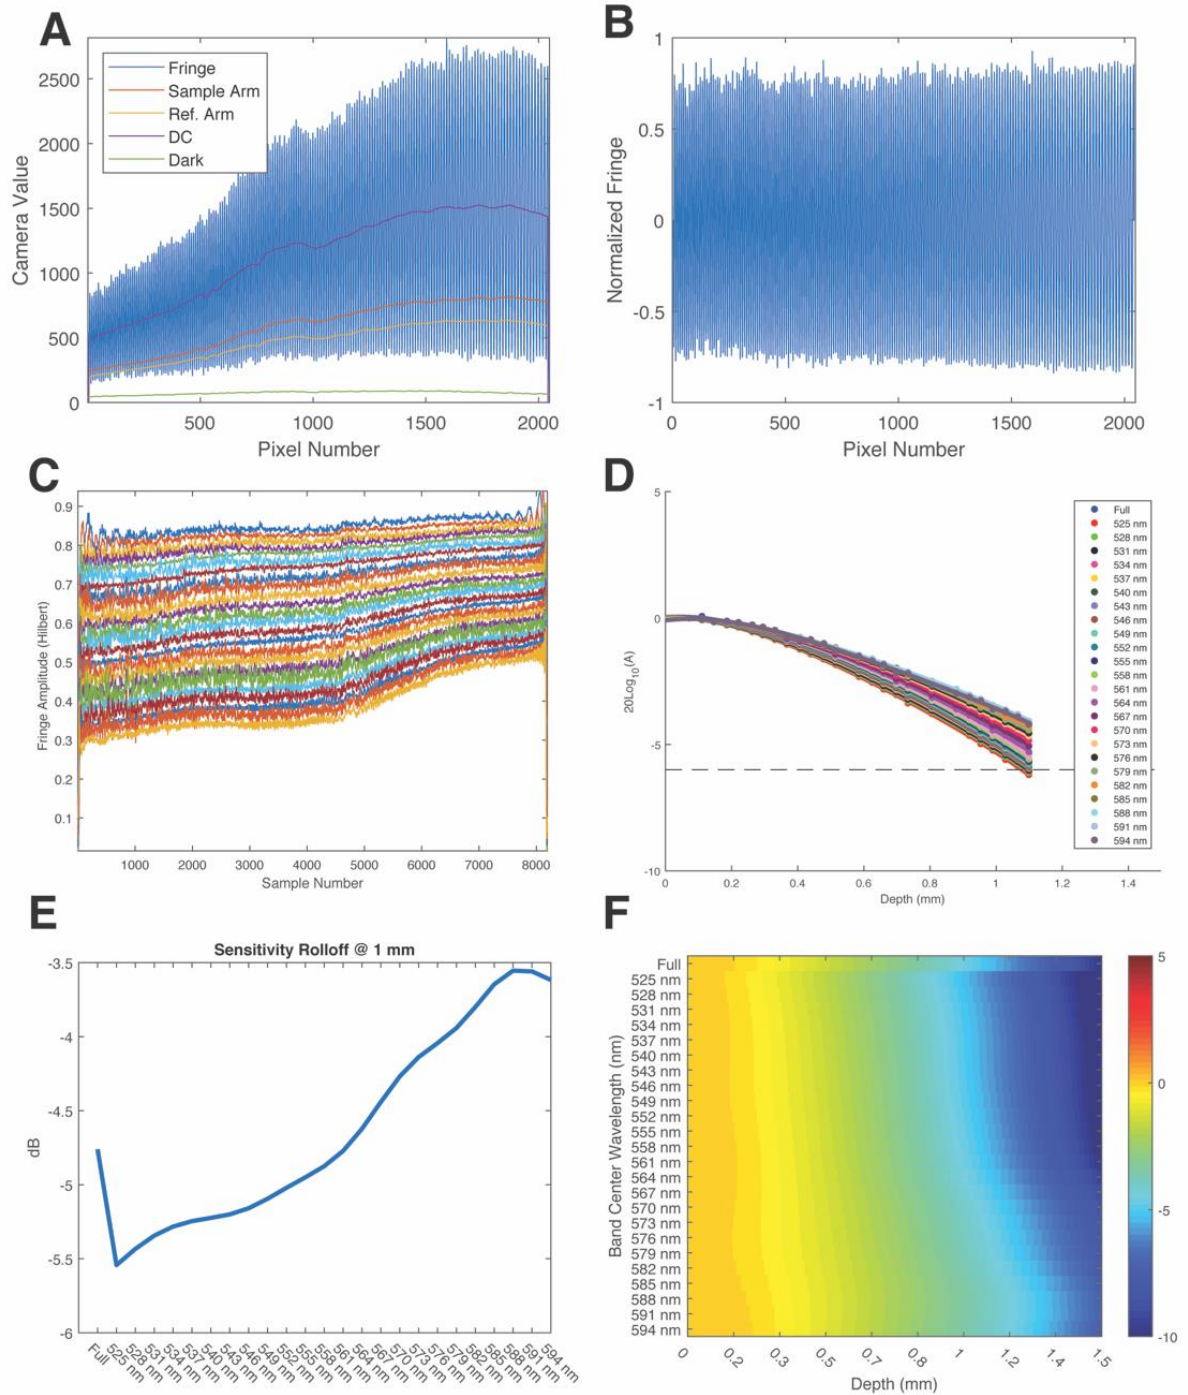 A
2500
2000
1500
1000
500
0
500
1000
1500
2000
Camera Value
Pixel Number
Fringe
Sample Arm
Ref. Arm
DC
Dark
B
1
0.5
0
-0.5
-1
0
500
1000
1500
2000
Normalized Fringe
Pixel Number
C
0.9
0.8
0.7
0.6
0.5
0.4
0.3
0.2
0.1
1000
2000
3000
4000
5000
6000
7000
8000
Fringe Amplitude (Hilbert)
Sample Number
D
5
0
-5
-10
0
0.2
0.4
0.6
0.8
1
1.2
1.4
20Log10(A)
Depth (mm)
Full
525 nm
528 nm
531 nm
534 nm
537 nm
540 nm
543 nm
546 nm
549 nm
552 nm
555 nm
558 nm
561 nm
564 nm
567 nm
570 nm
573 nm
576 nm
579 nm
582 nm
585 nm
588 nm
591 nm
594 nm
E
Sensitivity Rolloff @ 1 mm
-3.5
-4
-4.5
-5
-5.5
-6
dB
Full
525 nm
528 nm
531 nm
534 nm
537 nm
540 nm
543 nm
546 nm
549 nm
552 nm
555 nm
558 nm
561 nm
564 nm
567 nm
570 nm
573 nm
576 nm
579 nm
582 nm
585 nm
588 nm
591 nm
594 nm
F
Full
525 nm
528 nm
531 nm
534 nm
537 nm
540 nm
543 nm
546 nm
549 nm
552 nm
555 nm
558 nm
561 nm
564 nm
567 nm
570 nm
573 nm
576 nm
579 nm
582 nm
585 nm
588 nm
591 nm
594 nm
Band Center Wavelength (nm)
0
0.2
0.3
0.5
0.7
0.9
1
1.2
1.4
1.5
Depth (mm)
5
0
-5
-10